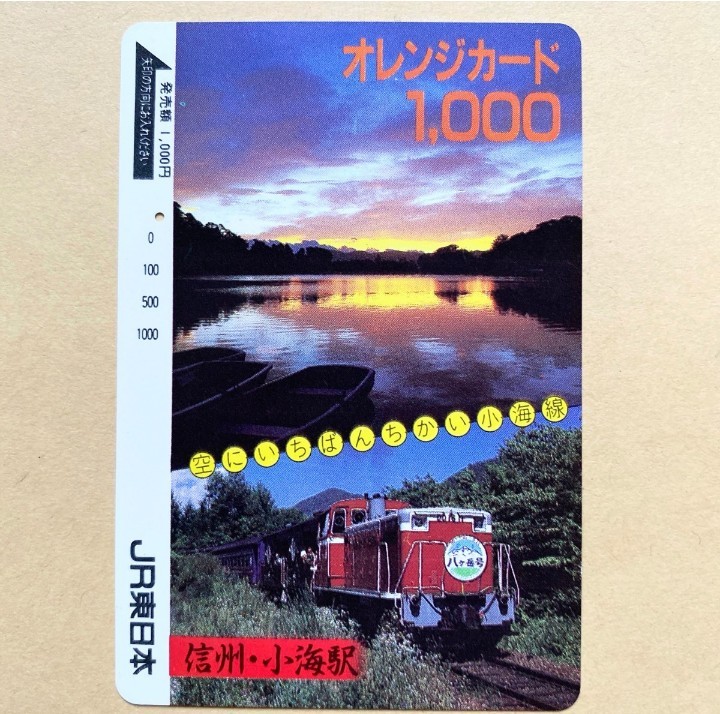 オレンジカード
1,000
発売額 1,000円
矢印の方向にお入れください
0
100
500
1000
空にいちばんちかい小海線
八ヶ岳号
信州・小海駅
JR東日本